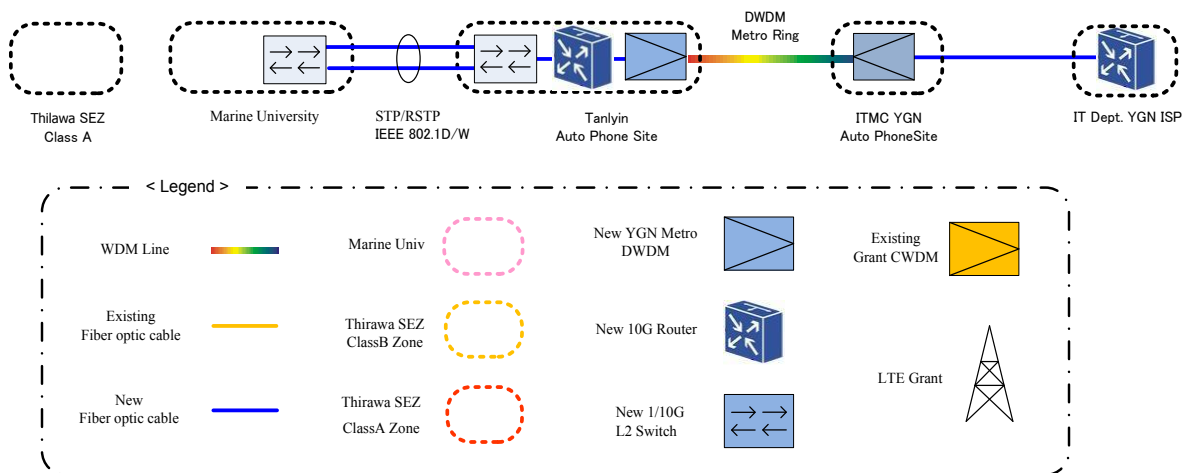 DWDM
Metro Ring
Thilawa SEZ
Class A
Marine University
STP/RSTP
IEEE 802.1D/W
Tanlyin
Auto Phone Site
ITMC YGN
Auto PhoneSite
IT Dept. YGN ISP
< Legend >
WDM Line
Marine Univ
New YGN Metro
DWDM
Existing
Grant CWDM
Existing
Fiber optic cable
Thirawa SEZ
ClassB Zone
New 10G Router
LTE Grant
New
Fiber optic cable
Thirawa SEZ
ClassA Zone
New 1/10G
L2 Switch